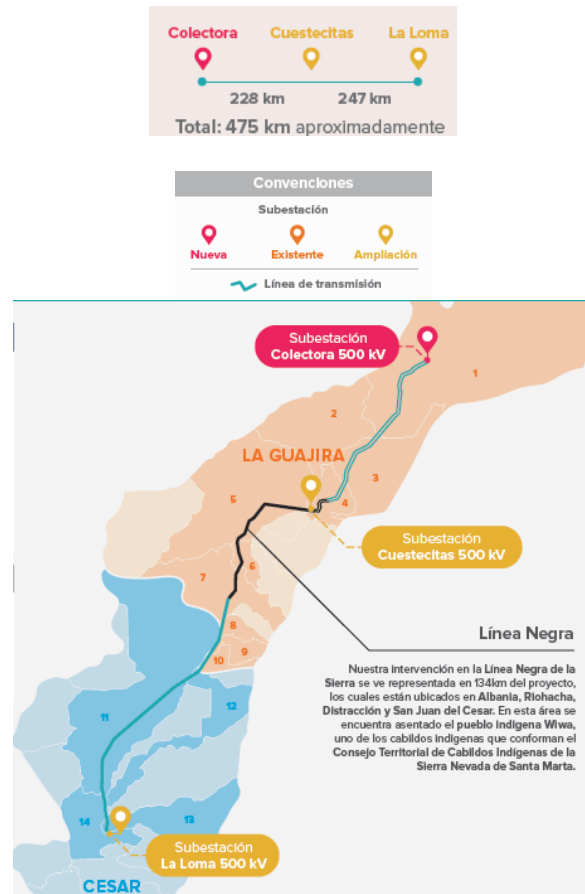 Colectora Cuestecitas La Loma
228 km 247 km
Total: 475 km aproximadamente
Convenciones
Subestación
Nueva Existente Ampliación
Línea de transmisión
Subestación
Colectora 500 kV
1
2
LA GUAJIRA
3
4
5
Subestación
Cuestecitas 500 kV
6
7
8
9
10
Línea Negra
Nuestra intervención en la Línea Negra de la
Sierra se ve representada en 134km del proyecto,
los cuales están ubicados en Albania, Riohacha,
Distracción y San Juan del Cesar. En esta área se
encuentra asentado el pueblo indígena Wiwa,
uno de los cabildos indígenas que conforman el
Consejo Territorial de Cabildos Indígenas de la
Sierra Nevada de Santa Marta.
11
12
13
14
Subestación
La Loma 500 kV
CESAR